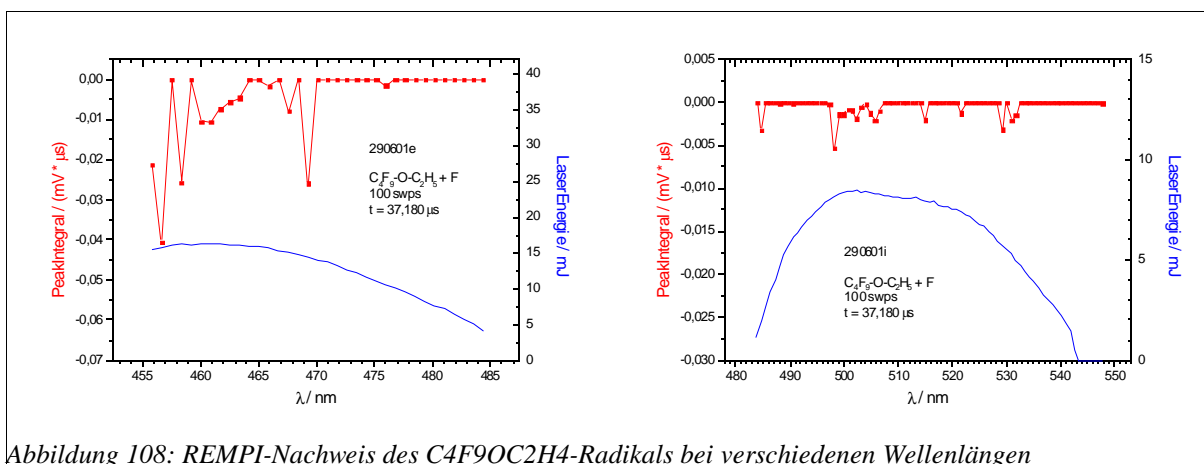 0,00
-0,01
-0,02
-0,03
-0,04
-0,05
-0,06
-0,07
PeakIntegral / (mV * µs)
455 460 465 470 475 480 485
λ / nm
40
35
30
25
20
15
10
5
0
LaserEnergie / mJ
290601e
C4F9-O-C2H5 + F
100 swps
t = 37,180 µs
0,005
0,000
-0,005
-0,010
-0,015
-0,020
-0,025
-0,030
PeakIntegral / (mV * µs)
480 490 500 510 520 530 540 550
λ / nm
15
10
5
0
LaserEnergie / mJ
290601i
C4F9-O-C2H5 + F
100 swps
t = 37,180 µs
Abbildung 108: REMPI-Nachweis des C4F9OC2H4-Radikals bei verschiedenen Wellenlängen